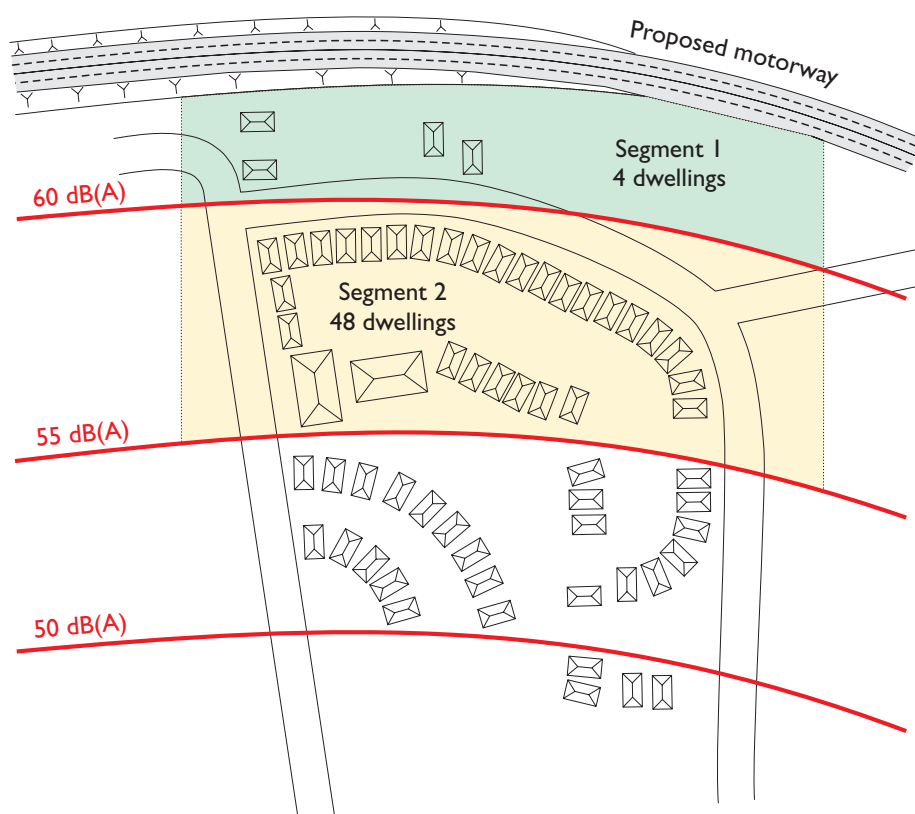 Proposed motorway
Segment 1
4 dwellings
60 dB(A)
Segment 2
48 dwellings
55 dB(A)
50 dB(A)